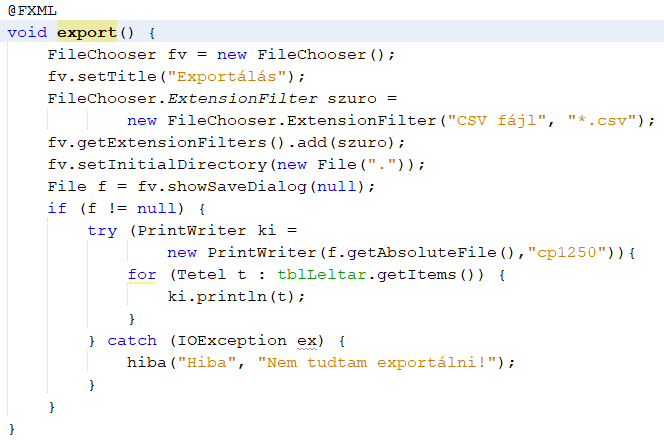 @FXML
void export() {
    FileChooser fv = new FileChooser();
    fv.setTitle("Exportálás");
    FileChooser.ExtensionFilter szuro =
            new FileChooser.ExtensionFilter("CSV fájl", "*.csv");
    fv.getExtensionFilters().add(szuro);
    fv.setInitialDirectory(new File("."));
    File f = fv.showSaveDialog(null);
    if (f != null) {
        try (PrintWriter ki =
                new PrintWriter(f.getAbsoluteFile(),"cp1250")){
            for (Tetel t : tblLeltar.getItems()) {
                ki.println(t);
            }
        } catch (IOException ex) {
            hiba("Hiba", "Nem tudtam exportálni!");
        }
    }
}